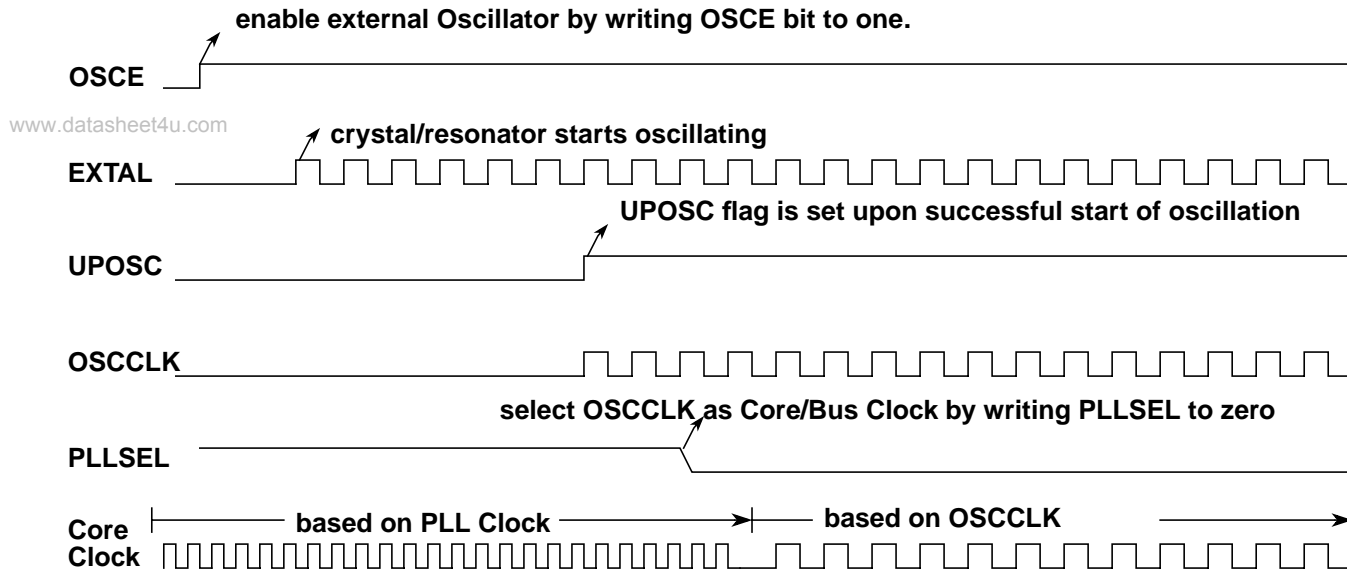 enable external Oscillator by writing OSCE bit to one.
OSCE
www.datasheet4u.com
crystal/resonator starts oscillating
EXTAL
UPOSC flag is set upon successful start of oscillation
UPOSC
OSCCLK
select OSCCLK as Core/Bus Clock by writing PLLSEL to zero
PLLSEL
based on PLL Clock
based on OSCCLK
Core
Clock